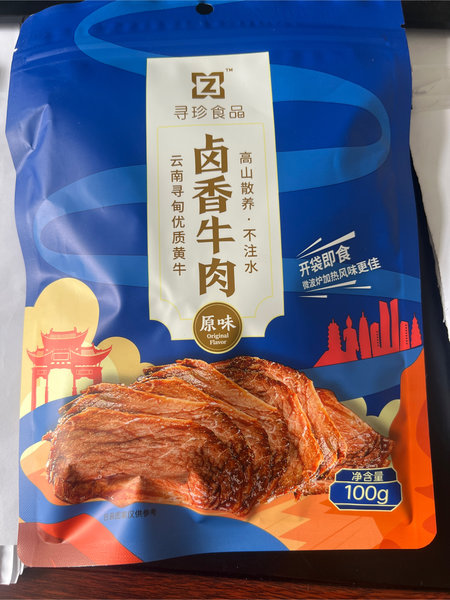 Z
TM
寻珍食品
卤香牛肉
高山散养·不注水
云南寻甸优质黄牛
原味
Original
Flavor
开袋即食
微波炉加热风味更佳
净含量
100g